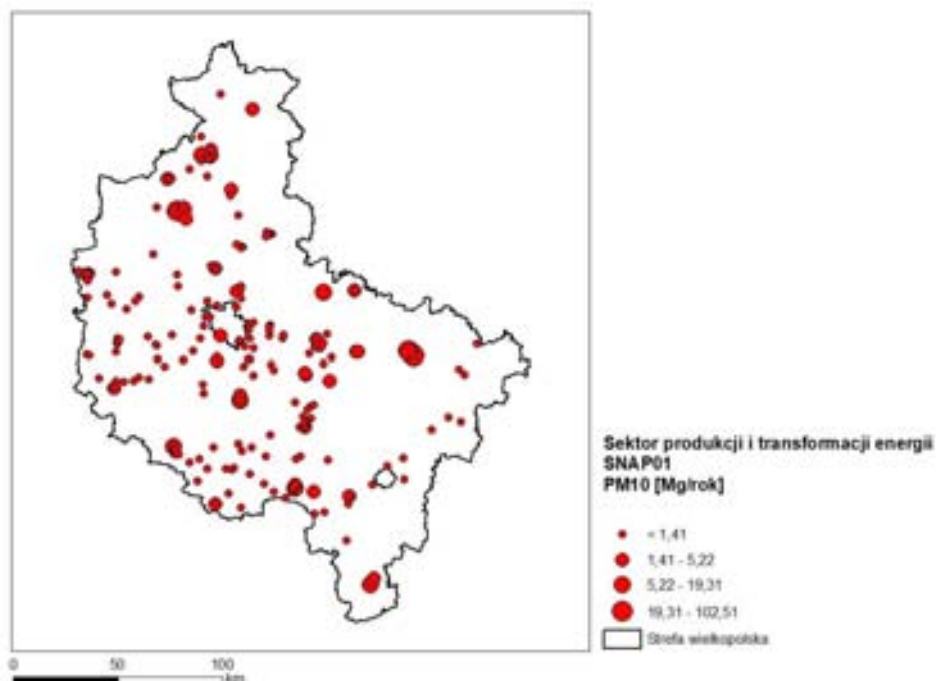 Sektor produkcji i transformacji energii
SNAP01
PM10 [Mg/rok]
< 1,41
1,41 - 5,22
5,22 - 19,31
19,31 - 102,51
Strefa wielkopolska
0 50 100
km